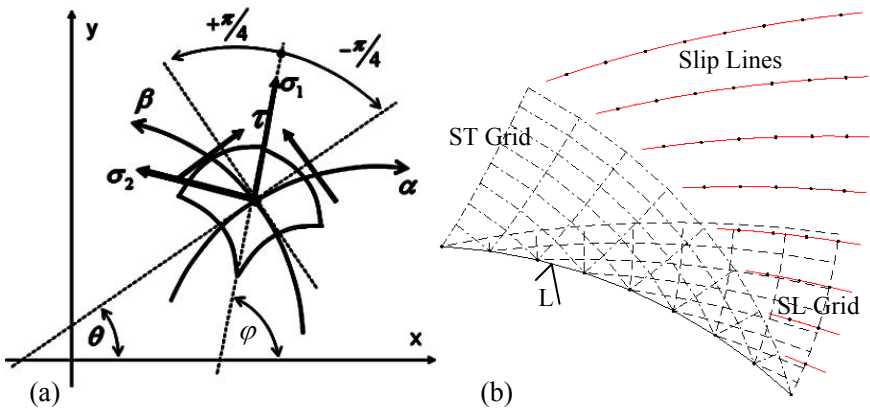 y
+π/4
-π/4
σ₁
β
τ
σ₂
α
θ
φ
x
(a)
Slip Lines
ST Grid
L
SL Grid
(b)